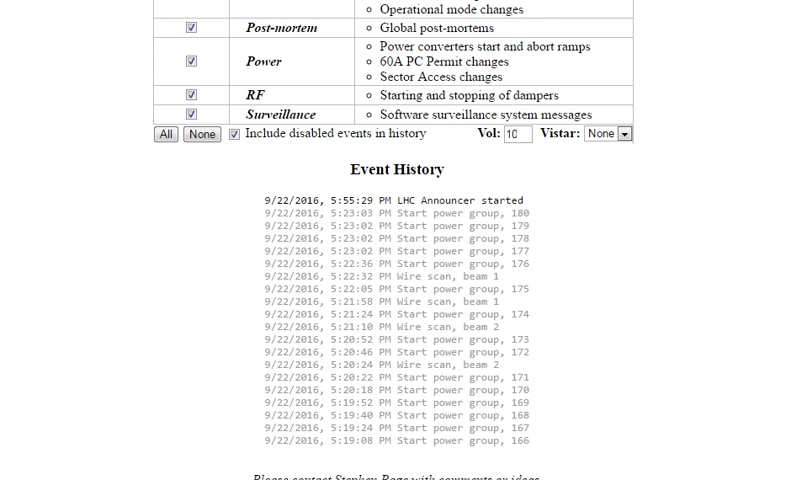 Operational mode changes
Post-mortem
Global post-mortems
Power
Power converters start and abort ramps
60A PC Permit changes
Sector Access changes
RF
Starting and stopping of dampers
Surveillance
Software surveillance system messages
All None Include disabled events in history Vol: 10 Vistar: None
Event History
9/22/2016, 5:55:29 PM LHC Announcer started
9/22/2016, 5:23:03 PM Start power group, 180
9/22/2016, 5:23:02 PM Start power group, 179
9/22/2016, 5:23:02 PM Start power group, 178
9/22/2016, 5:23:02 PM Start power group, 177
9/22/2016, 5:22:36 PM Start power group, 176
9/22/2016, 5:22:32 PM Wire scan, beam 1
9/22/2016, 5:22:05 PM Start power group, 175
9/22/2016, 5:21:58 PM Wire scan, beam 1
9/22/2016, 5:21:24 PM Start power group, 174
9/22/2016, 5:21:10 PM Wire scan, beam 2
9/22/2016, 5:20:52 PM Start power group, 173
9/22/2016, 5:20:46 PM Start power group, 172
9/22/2016, 5:20:24 PM Wire scan, beam 2
9/22/2016, 5:20:22 PM Start power group, 171
9/22/2016, 5:20:18 PM Start power group, 170
9/22/2016, 5:19:52 PM Start power group, 169
9/22/2016, 5:19:40 PM Start power group, 168
9/22/2016, 5:19:24 PM Start power group, 167
9/22/2016, 5:19:08 PM Start power group, 166
Please contact Stephen Page with comments or ideas